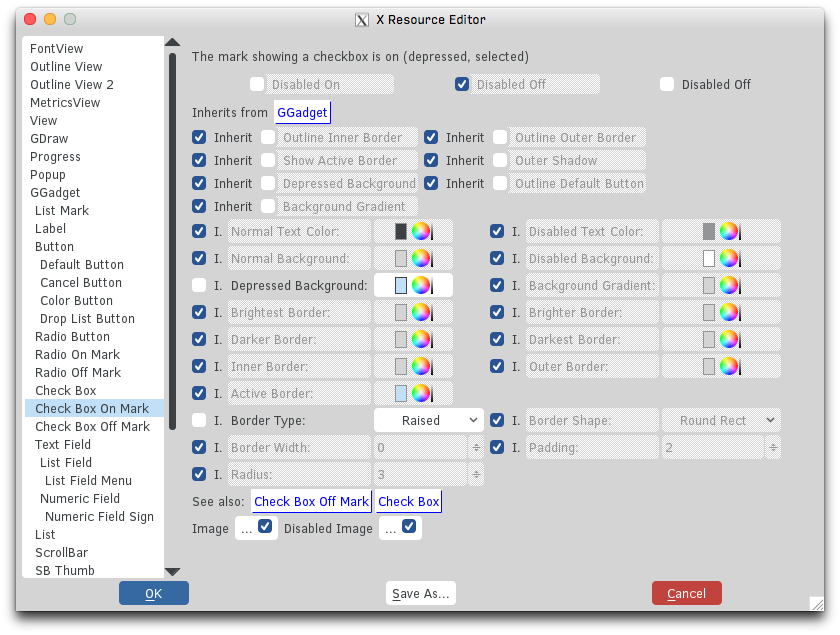 X Resource Editor
FontView
Outline View
Outline View 2
MetricsView
View
GDraw
Progress
Popup
GGadget
List Mark
Label
Button
Default Button
Cancel Button
Color Button
Drop List Button
Radio Button
Radio On Mark
Radio Off Mark
Check Box
Check Box On Mark
Check Box Off Mark
Text Field
List Field
List Field Menu
Numeric Field
Numeric Field Sign
List
ScrollBar
SB Thumb
The mark showing a checkbox is on (depressed, selected)
Disabled On Disabled Off Disabled Off
Inherits from GGadget
Inherit Outline Inner Border Inherit Outline Outer Border
Inherit Show Active Border Inherit Outer Shadow
Inherit Depressed Background Inherit Outline Default Button
Inherit Background Gradient
I. Normal Text Color: I. Disabled Text Color:
I. Normal Background: I. Disabled Background:
I. Depressed Background: I. Background Gradient:
I. Brightest Border: I. Brighter Border:
I. Darker Border: I. Darkest Border:
I. Inner Border: I. Outer Border:
I. Active Border:
I. Border Type: Raised I. Border Shape: Round Rect
I. Border Width: 0 I. Padding: 2
I. Radius: 3
See also: Check Box Off Mark Check Box
Image ... Disabled Image ...
OK Save As... Cancel